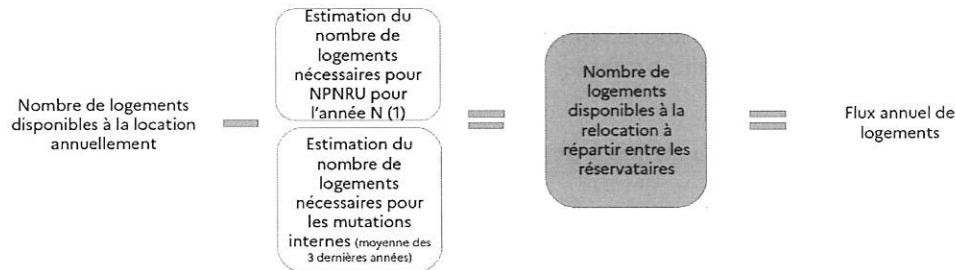 Nombre de logements
disponibles à la location
annuellement
Estimation du
nombre de
logements
nécessaires pour
NPNRU pour
l'année N (1)
Estimation du
nombre de
logements
nécessaires pour
les mutations
internes (moyenne des
3 dernières années)
Nombre de
logements
disponibles à la
relocation à
répartir entre les
réservataires
Flux annuel de
logements